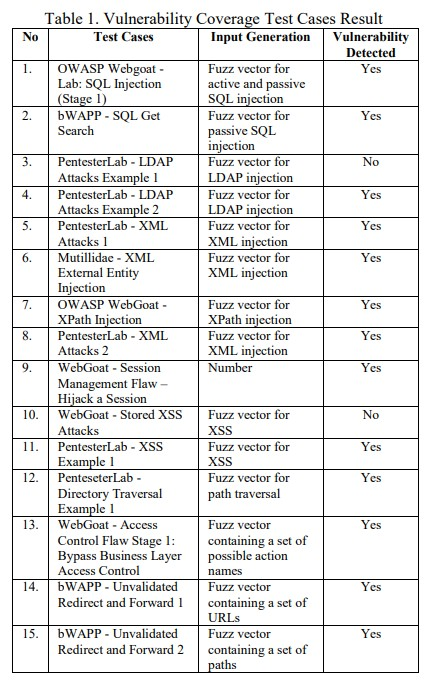 Table 1. Vulnerability Coverage Test Cases Result
No Test Cases Input Generation Vulnerability
Detected
1. OWASP Webgoat - Fuzz vector for Yes
Lab: SQL Injection active and passive
(Stage 1) SQL injection
2. bWAPP - SQL Get Fuzz vector for Yes
Search passive SQL
injection
3. PentesterLab - LDAP Fuzz vector for No
Attacks Example 1 LDAP injection
4. PentesterLab - LDAP Fuzz vector for Yes
Attacks Example 2 LDAP injection
5. PentesterLab - XML Fuzz vector for Yes
Attacks 1 XML injection
6. Mutillidae - XML Fuzz vector for Yes
External Entity XML injection
Injection
7. OWASP WebGoat - Fuzz vector for Yes
XPath Injection XPath injection
8. PentesterLab - XML Fuzz vector for Yes
Attacks 2 XML injection
9. WebGoat - Session Number Yes
Management Flaw –
Hijack a Session
10. WebGoat - Stored XSS Fuzz vector for No
Attacks XSS
11. PentesterLab - XSS Fuzz vector for Yes
Example 1 XSS
12. PenteseterLab - Fuzz vector for Yes
Directory Traversal path traversal
Example 1
13. WebGoat - Access Fuzz vector Yes
Control Flaw Stage 1: containing a set of
Bypass Business Layer possible action
Access Control names
14. bWAPP - Unvalidated Fuzz vector Yes
Redirect and Forward 1 containing a set of
URLs
15. bWAPP - Unvalidated Fuzz vector Yes
Redirect and Forward 2 containing a set of
paths